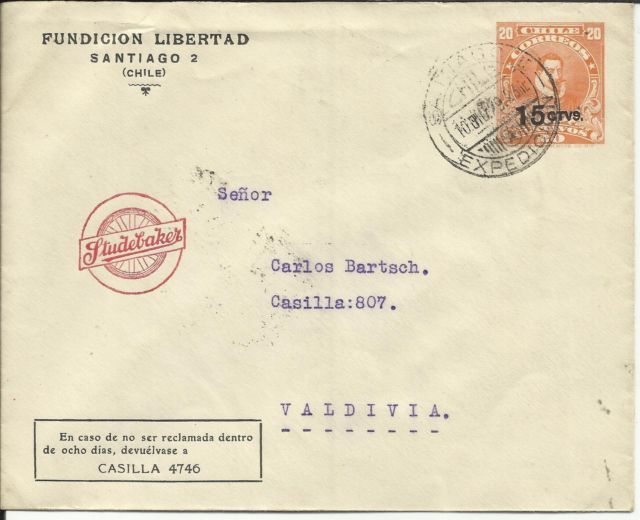 FUNDICION LIBERTAD
SANTIAGO 2
(CHILE)
20 CHILE 20
CORREOS
15 CTVS.
EXPEDICION
Studebaker
Señor
Carlos Bartsch.
Casilla:807.
VALDIVIA.
En caso de no ser reclamada dentro
de ocho días, devuélvase a
CASILLA 4746